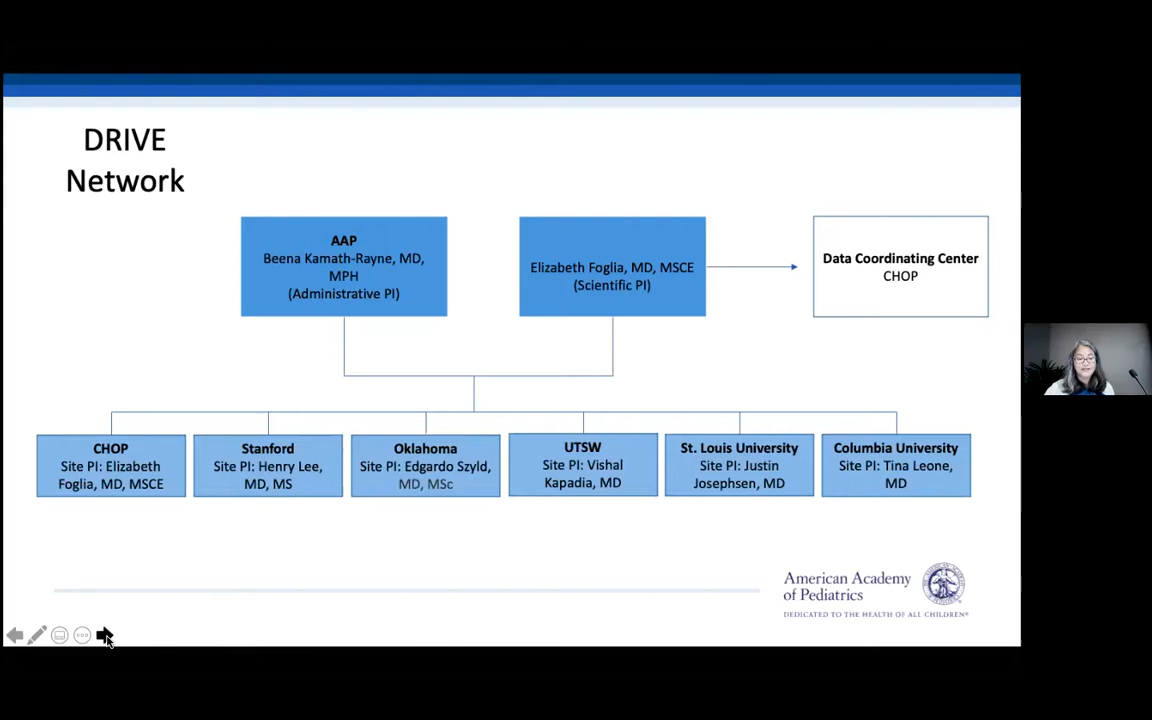 DRIVE
Network
AAP
Beena Kamath-Rayne, MD,
MPH
(Administrative PI)
Elizabeth Foglia, MD, MSCE
(Scientific PI)
Data Coordinating Center
CHOP
CHOP
Site PI: Elizabeth
Foglia, MD, MSCE
Stanford
Site PI: Henry Lee,
MD, MS
Oklahoma
Site PI: Edgardo Szyld,
MD, MSc
UTSW
Site PI: Vishal
Kapadia, MD
St. Louis University
Site PI: Justin
Josephsen, MD
Columbia University
Site PI: Tina Leone,
MD
American Academy
of Pediatrics
DEDICATED TO THE HEALTH OF ALL CHILDREN®